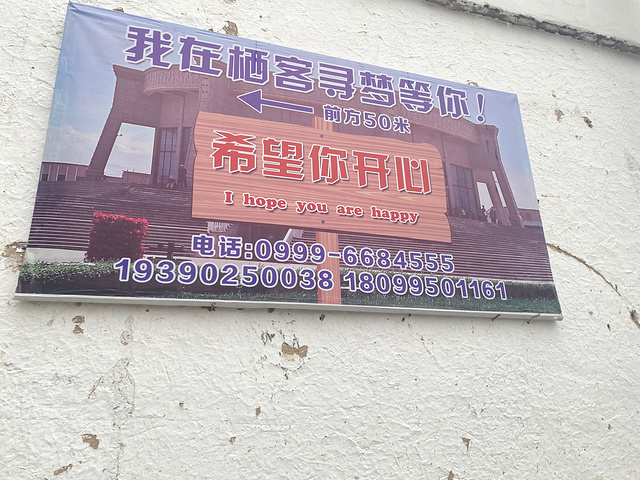 我在栖客寻梦等你！
前方50米
希望你开心
I hope you are happy
电话:0999-6684555
19390250038 18099501161